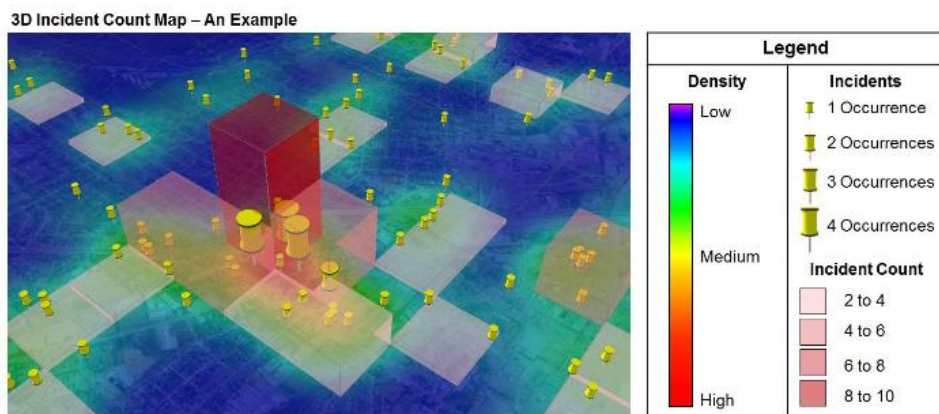 3D Incident Count Map – An Example
Legend
Density
Low
Medium
High
Incidents
1 Occurrence
2 Occurrences
3 Occurrences
4 Occurrences
Incident Count
2 to 4
4 to 6
6 to 8
8 to 10